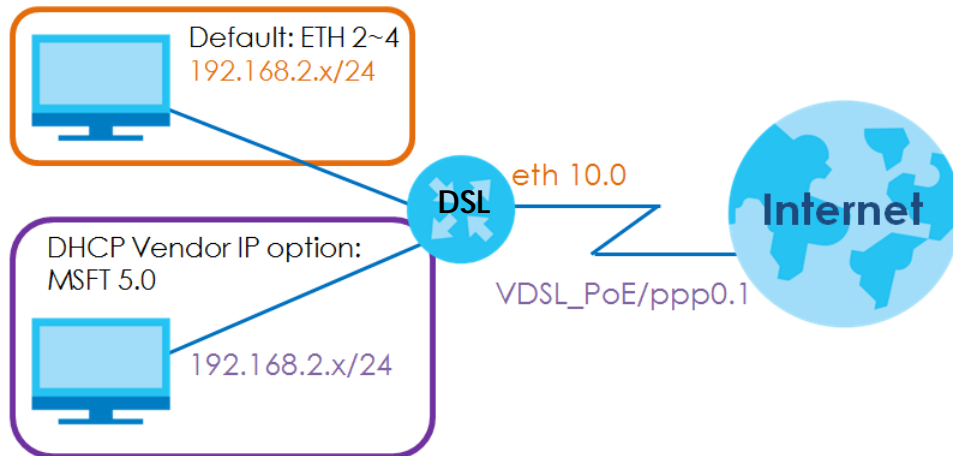 Default: ETH 2~4
192.168.2.x/24
DSL
eth 10.0
Internet
DHCP Vendor IP option:
MSFT 5.0
VDSL_PoE/ppp0.1
192.168.2.x/24